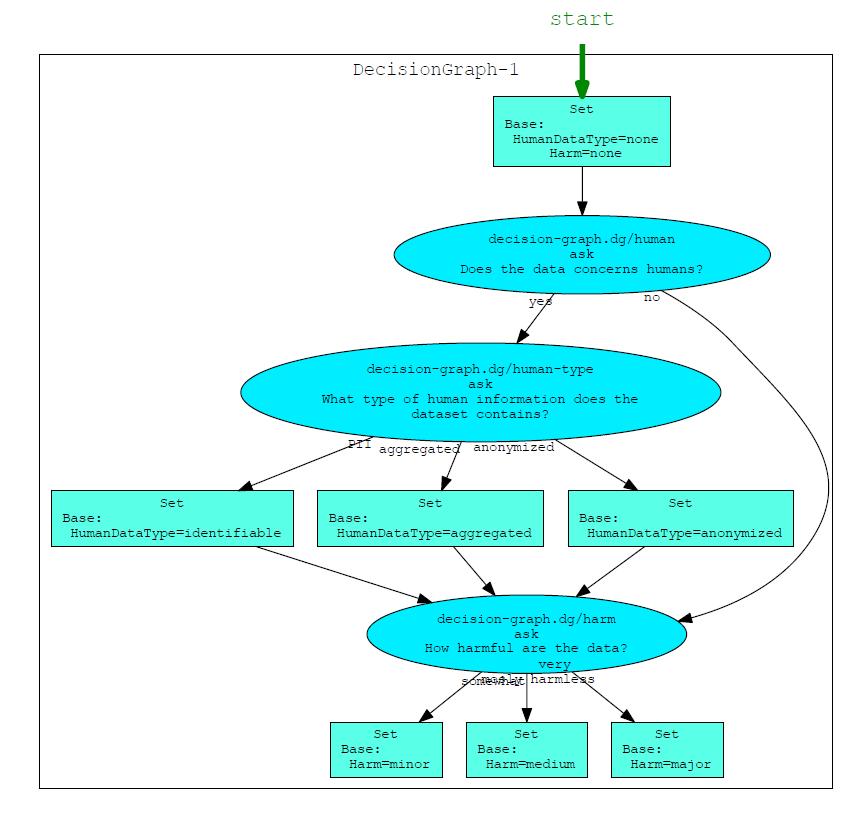 start
DecisionGraph-1
Set
Base:
HumanDataType=none
Harm=none
decision-graph.dg/human
ask
Does the data concerns humans?
yes
no
decision-graph.dg/human-type
ask
What type of human information does the
dataset contains?
PII
aggregated
anonymized
Set
Base:
HumanDataType=identifiable
Set
Base:
HumanDataType=aggregated
Set
Base:
HumanDataType=anonymized
decision-graph.dg/harm
ask
How harmful are the data?
very
somewhat
mosly harmless
Set
Base:
Harm=minor
Set
Base:
Harm=medium
Set
Base:
Harm=major